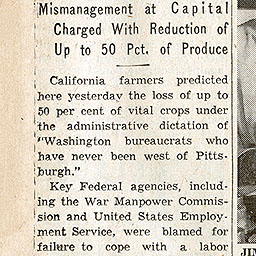 Mismanagement at Capital
Charged With Reduction of
Up to 50 Pct. of Produce
California farmers predicted
here yesterday the loss of up to
50 per cent of vital crops under
the administrative dictation of
"Washington bureaucrats who
have never been west of Pitts-
burgh."
Key Federal agencies, includ-
ing the War Manpower Commis-
sion and United States Employ-
ment Service, were blamed for
failure to cope with a labor